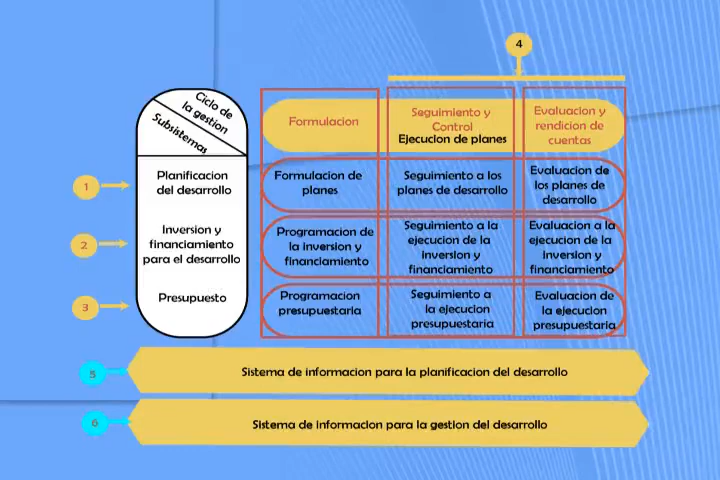 4
Ciclo de
la gestion
Subsistemas
Formulacion
Seguimiento y
Control
Ejecucion de planes
Evaluacion y
rendicion de
cuentas
1
Planificacion
del desarrollo
Formulacion de
planes
Seguimiento a los
planes de desarrollo
Evaluacion de
los planes de
desarrollo
2
Inversion y
financiamiento
para el desarrollo
Programacion de
la inversion y
financiamiento
Seguimiento a la
ejecucion de la
inversion y
financiamiento
Evaluacion a la
ejecucion de la
inversion y
financiamiento
3
Presupuesto
Programacion
presupuestaria
Seguimiento a
la ejecucion
presupuestaria
Evaluacion de
la ejecucion
presupuestaria
5
Sistema de informacion para la planificacion del desarrollo
6
Sistema de informacion para la gestion del desarrollo